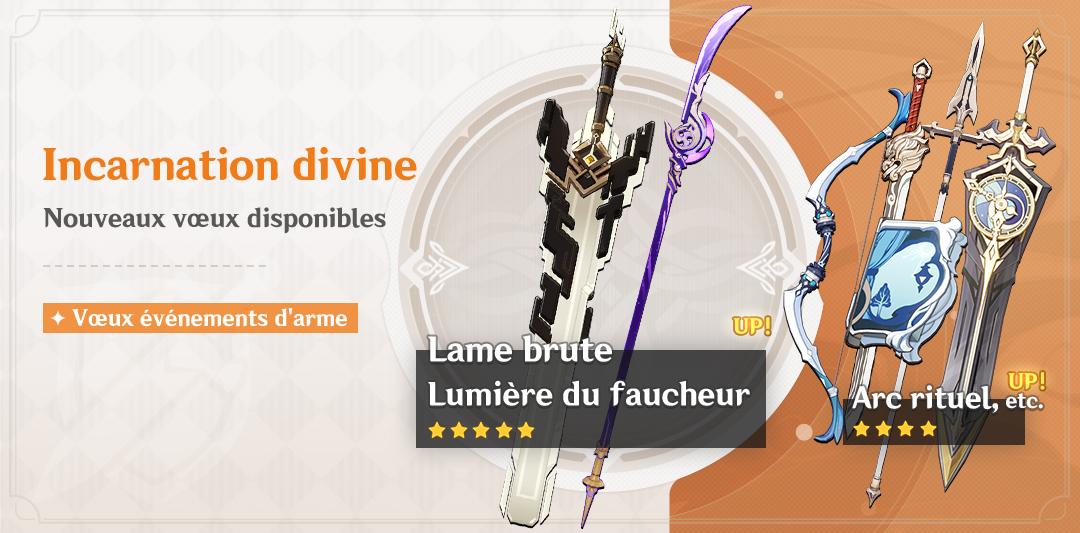 Incarnation divine
Nouveaux vœux disponibles
✦ Vœux événements d'arme
UP!
Lame brute
Lumière du faucheur
UP!
Arc rituel, etc.